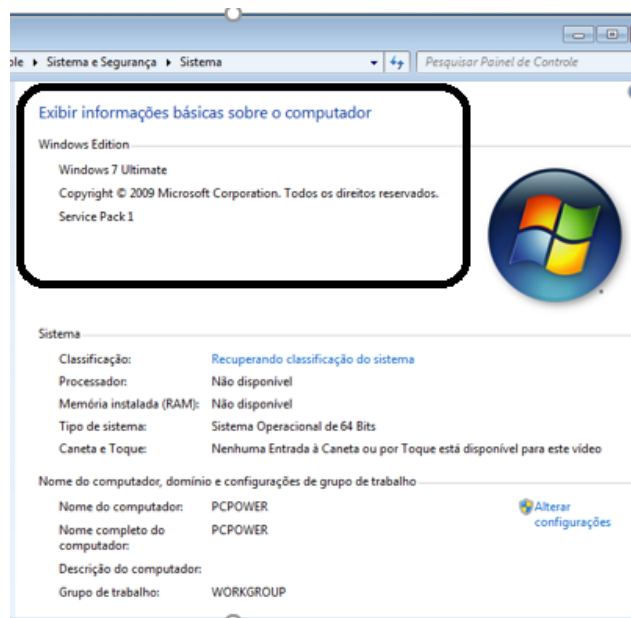 ole ▸ Sistema e Segurança ▸ Sistema
Pesquisar Painel de Controle
Exibir informações básicas sobre o computador
Windows Edition
Windows 7 Ultimate
Copyright © 2009 Microsoft Corporation. Todos os direitos reservados.
Service Pack 1
Sistema
Classificação: Recuperando classificação do sistema
Processador: Não disponível
Memória instalada (RAM): Não disponível
Tipo de sistema: Sistema Operacional de 64 Bits
Caneta e Toque: Nenhuma Entrada à Caneta ou por Toque está disponível para este vídeo
Nome do computador, domínio e configurações de grupo de trabalho
Nome do computador: PCPOWER
Alterar
configurações
Nome completo do
computador: PCPOWER
Descrição do computador:
Grupo de trabalho: WORKGROUP